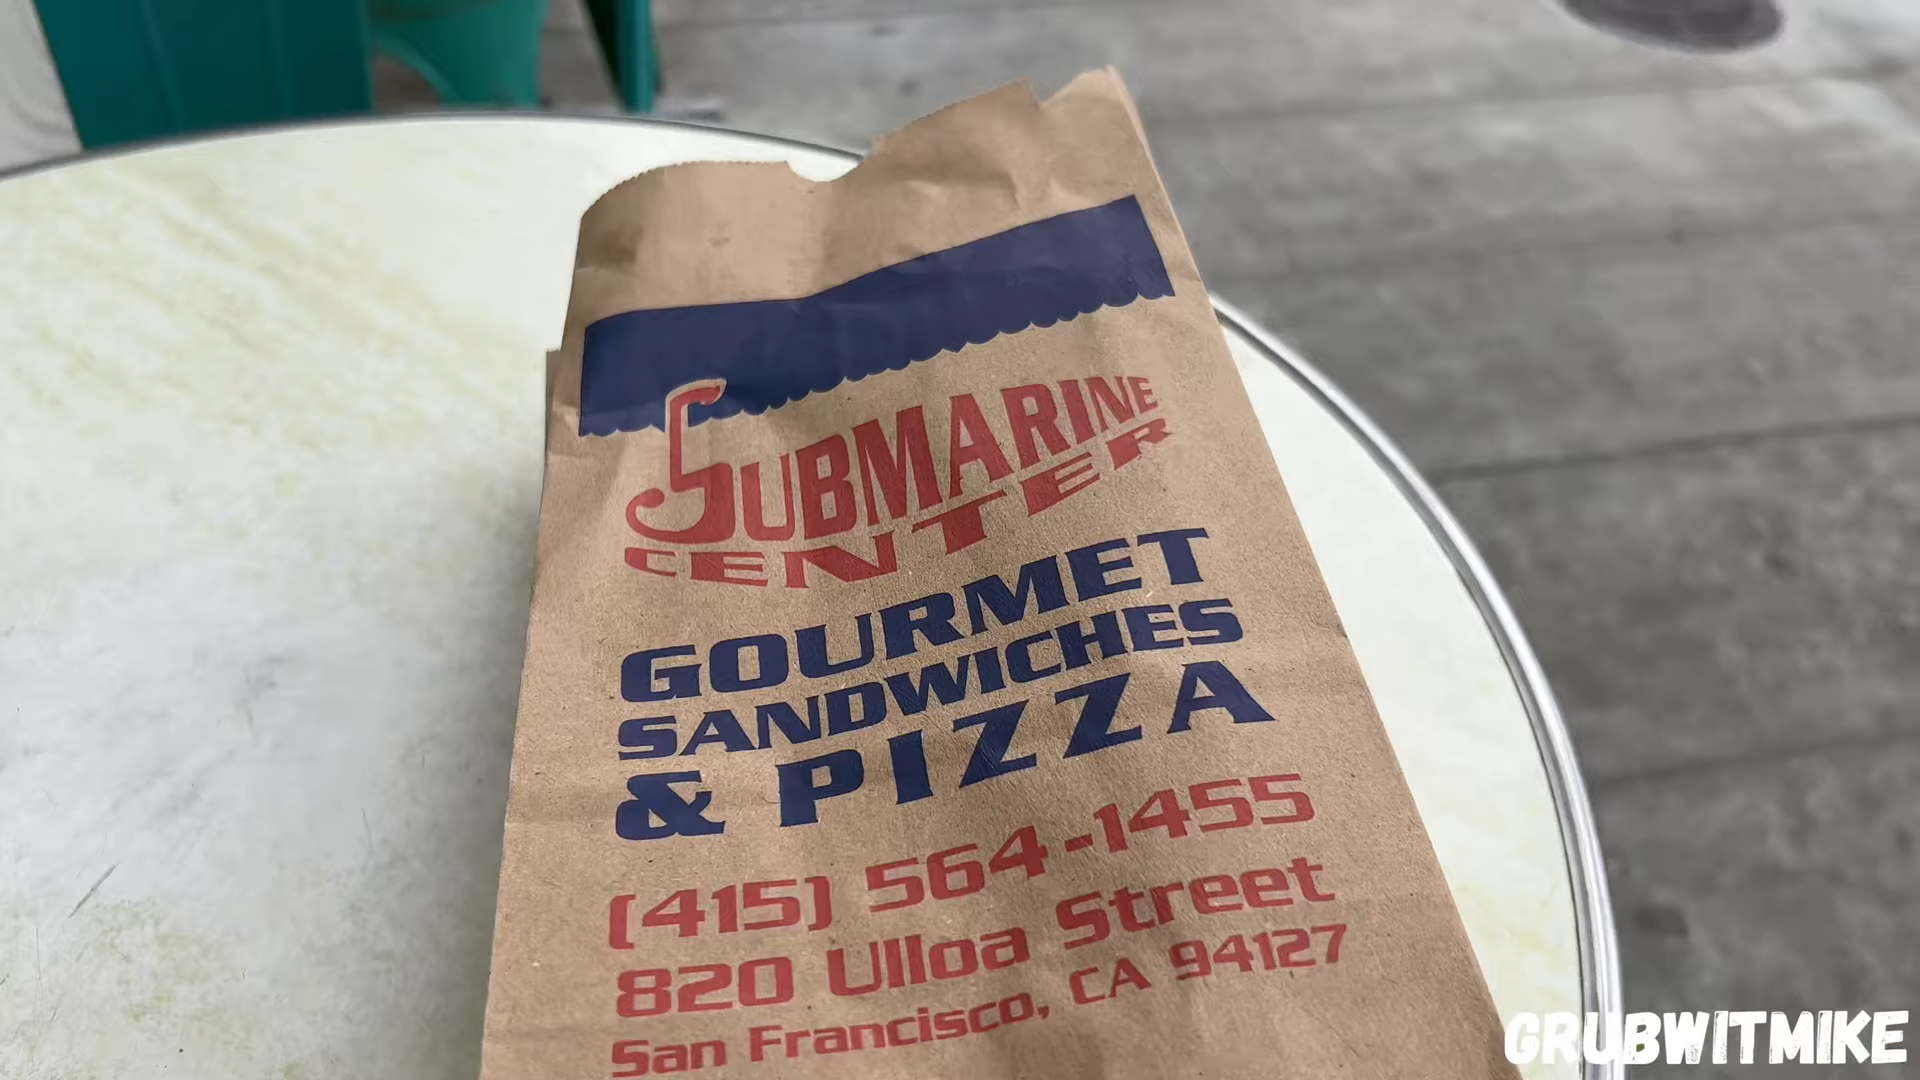 SUBMARINE
CENTER
GOURMET
SANDWICHES
& PIZZA
(415) 564-1455
820 Ulloa Street
San Francisco, CA 94127
GRUBWITMIKE